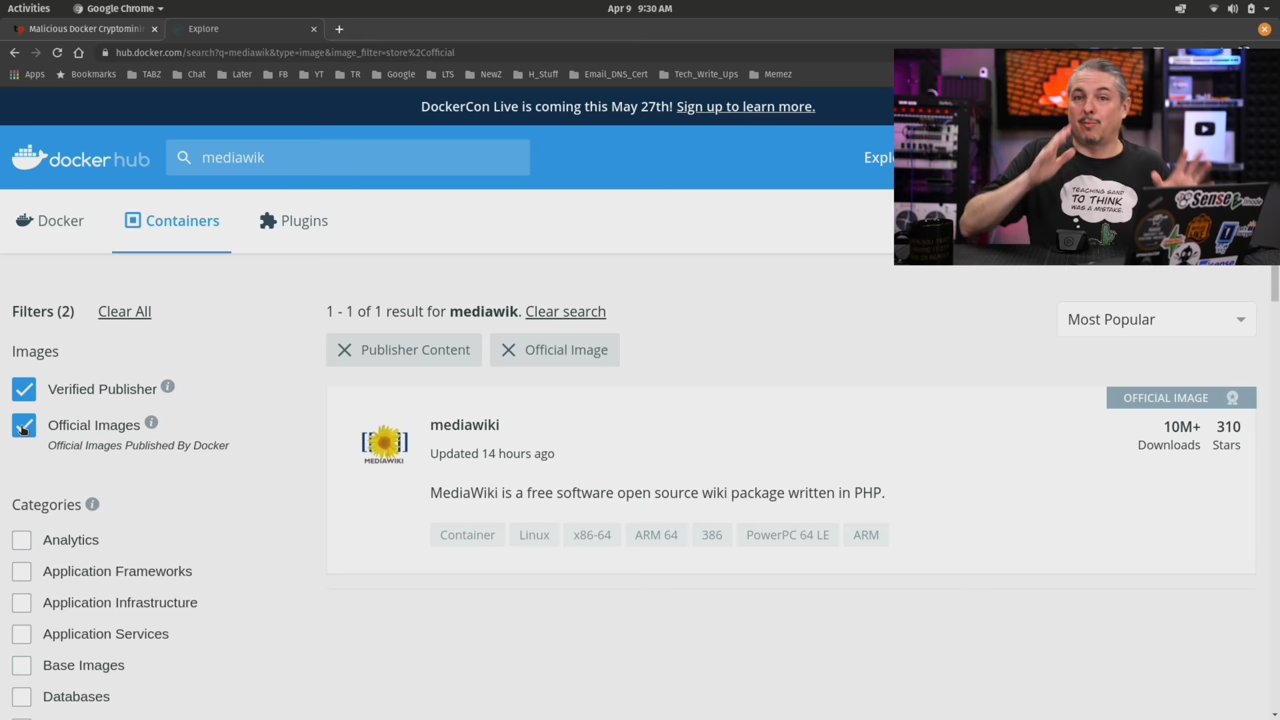 Activities
Google Chrome
Apr 9 9:30 AM
Malicious Docker Cryptominin
Explore
hub.docker.com/search?q=mediawik&type=image&image_filter=store%2Cofficial
Apps
Bookmarks
TABZ
Chat
Later
FB
YT
TR
Google
LTS
NewZ
H_Stuff
Email_DNS_Cert
Tech_Write_Ups
Memez
DockerCon Live is coming this May 27th! Sign up to learn more.
docker hub
mediawik
Expl
TEACHING SAND
TO THINK
WAS A MISTAKE.
Docker
Containers
Plugins
Filters (2)
Clear All
1 - 1 of 1 result for mediawik. Clear search
Most Popular
Images
Publisher Content
Official Image
Verified Publisher
Official Images
Official Images Published By Docker
OFFICIAL IMAGE
mediawiki
Updated 14 hours ago
10M+
Downloads
310
Stars
MEDIAWIKI
MediaWiki is a free software open source wiki package written in PHP.
Container
Linux
x86-64
ARM 64
386
PowerPC 64 LE
ARM
Categories
Analytics
Application Frameworks
Application Infrastructure
Application Services
Base Images
Databases